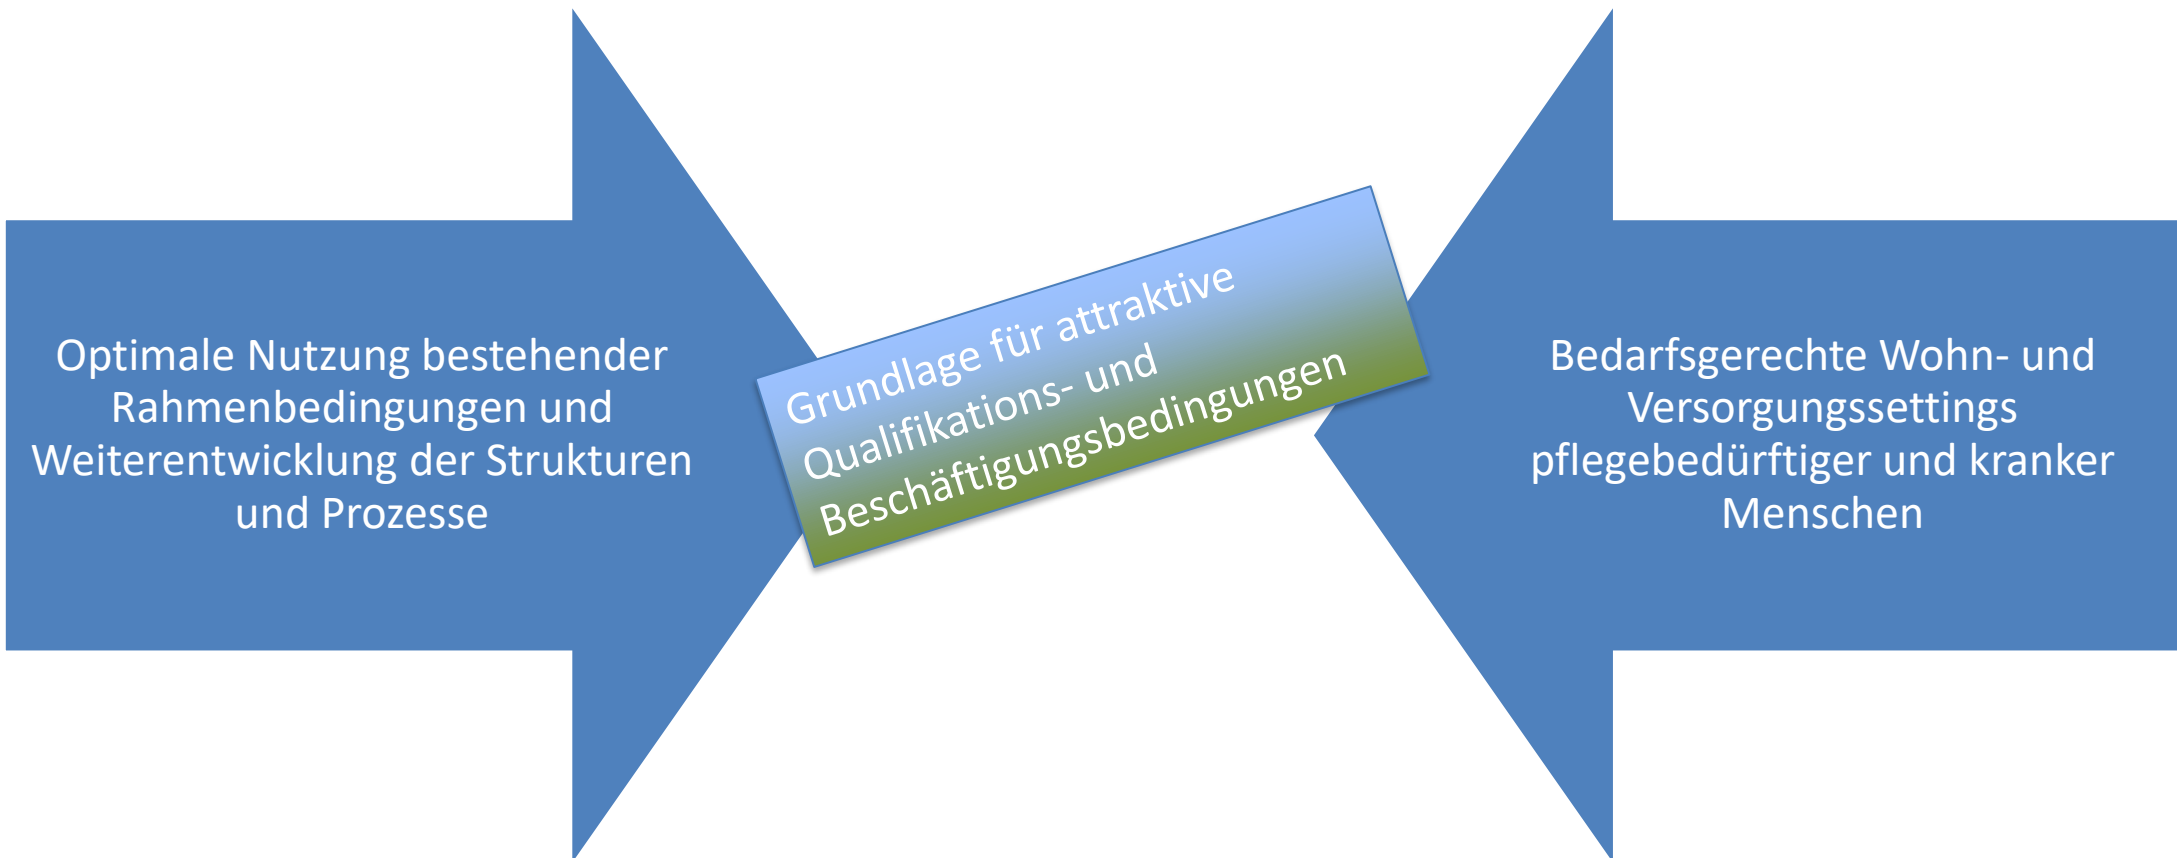 Optimale Nutzung bestehender
Rahmenbedingungen und
Weiterentwicklung der Strukturen
und Prozesse
Grundlage für attraktive
Qualifikations- und
Beschäftigungsbedingungen
Bedarfsgerechte Wohn- und
Versorgungssettings
pflegebedürftiger und kranker
Menschen